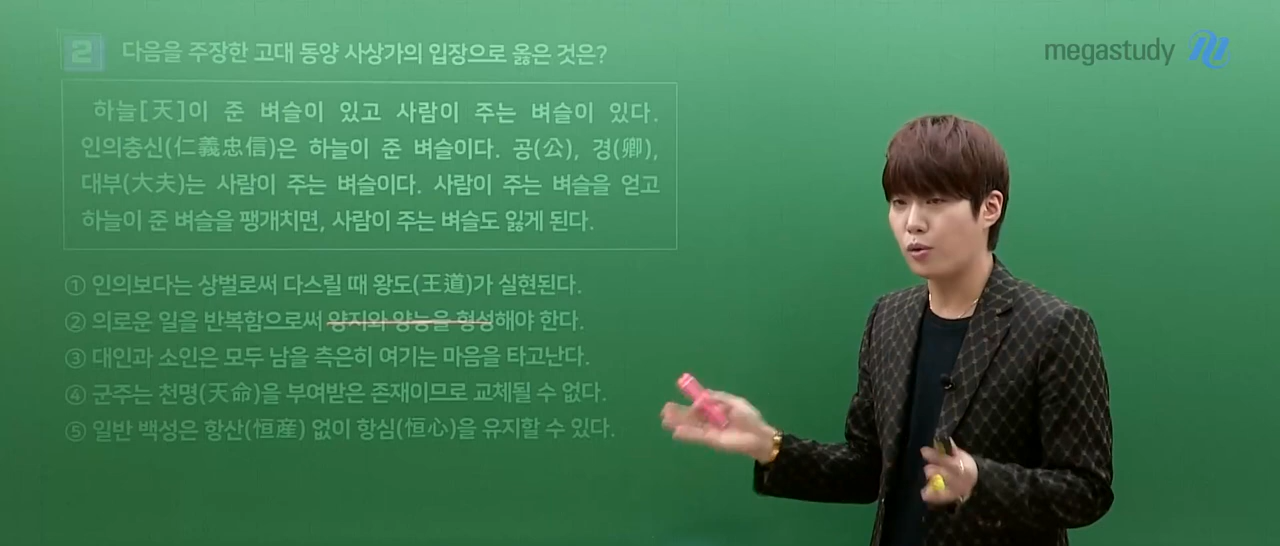 megastudy
2 다음을 주장한 고대 동양 사상가의 입장으로 옳은 것은?
하늘[天]이 준 벼슬이 있고 사람이 주는 벼슬이 있다.
인의충신(仁義忠信)은 하늘이 준 벼슬이다. 공(公), 경(卿),
대부(大夫)는 사람이 주는 벼슬이다. 사람이 주는 벼슬을 얻고
하늘이 준 벼슬을 팽개치면, 사람이 주는 벼슬도 잃게 된다.
① 인의보다는 상벌로써 다스릴 때 왕도(王道)가 실현된다.
② 의로운 일을 반복함으로써 양지와 양능을 형성해야 한다.
③ 대인과 소인은 모두 남을 측은히 여기는 마음을 타고난다.
④ 군주는 천명(天命)을 부여받은 존재이므로 교체될 수 없다.
⑤ 일반 백성은 항산(恒産) 없이 항심(恒心)을 유지할 수 있다.